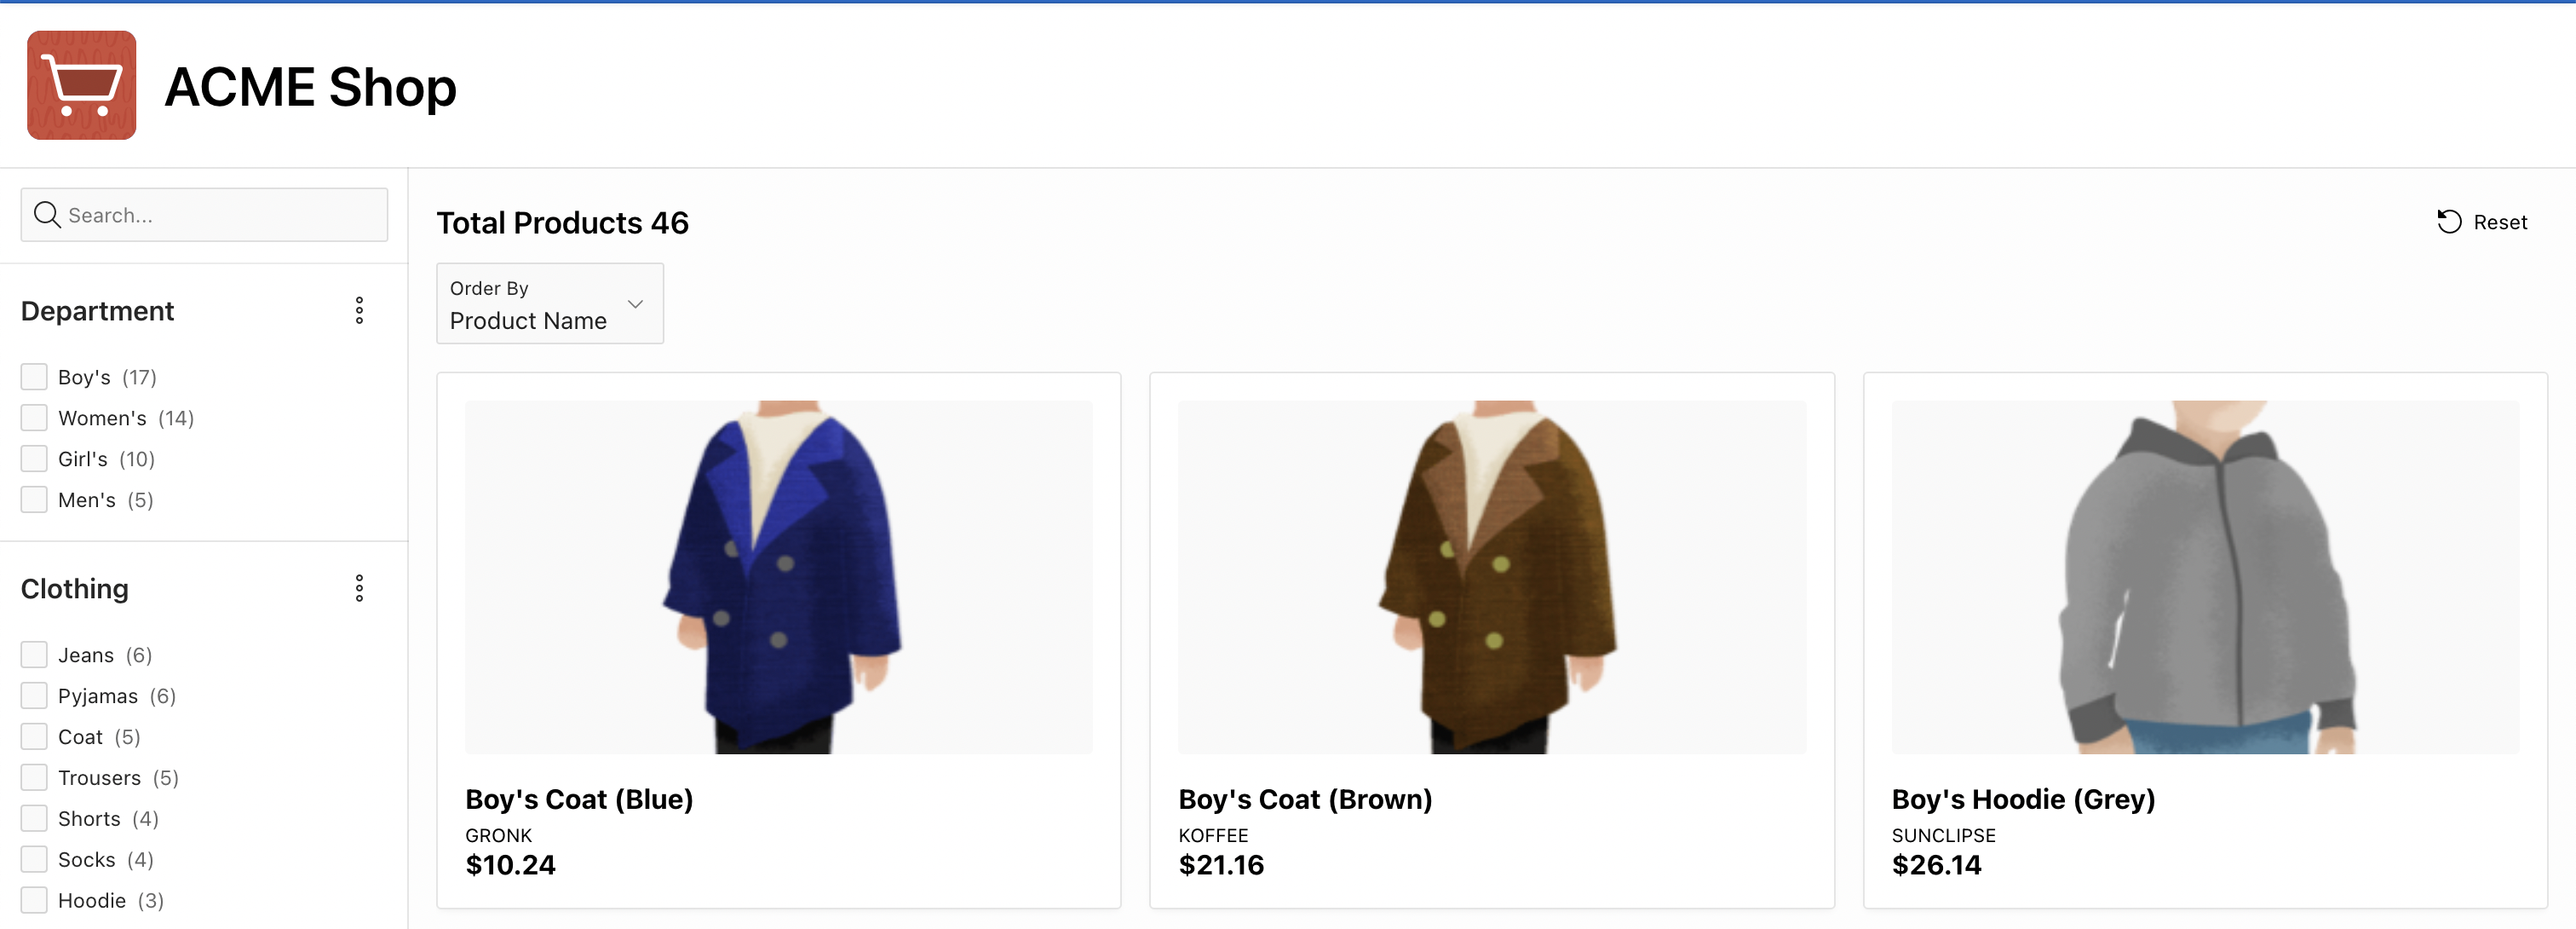 ACME Shop
Search...
Department
Boy's (17)
Women's (14)
Girl's (10)
Men's (5)
Clothing
Jeans (6)
Pyjamas (6)
Coat (5)
Trousers (5)
Shorts (4)
Socks (4)
Hoodie (3)
Total Products 46
Reset
Order By
Product Name
Boy's Coat (Blue)
GRONK
$10.24
Boy's Coat (Brown)
KOFFEE
$21.16
Boy's Hoodie (Grey)
SUNCLIPSE
$26.14